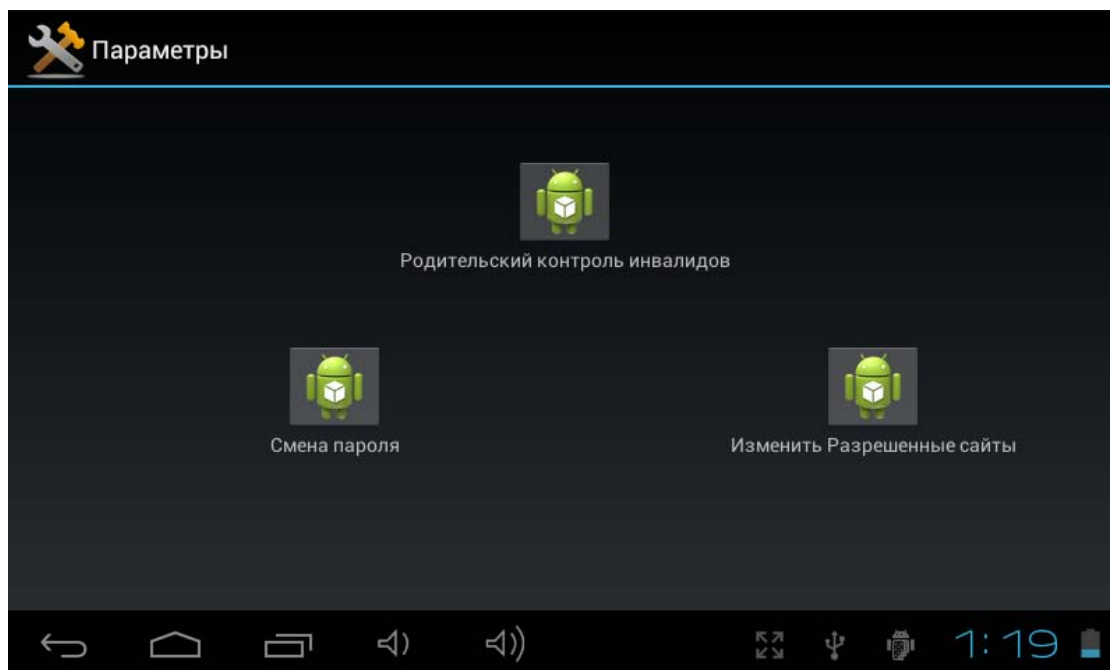 Параметры
Родительский контроль инвалидов
Смена пароля
Изменить Разрешенные сайты
1:19